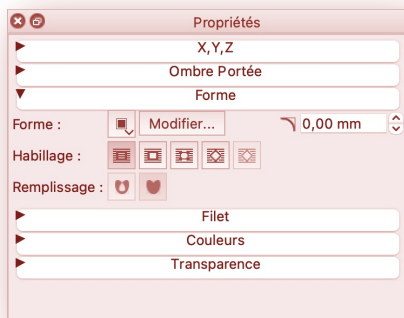 Propriétés
X,Y,Z
Ombre Portée
Forme
Forme : Modifier... 0,00 mm
Habillage :
Remplissage :
Filet
Couleurs
Transparence